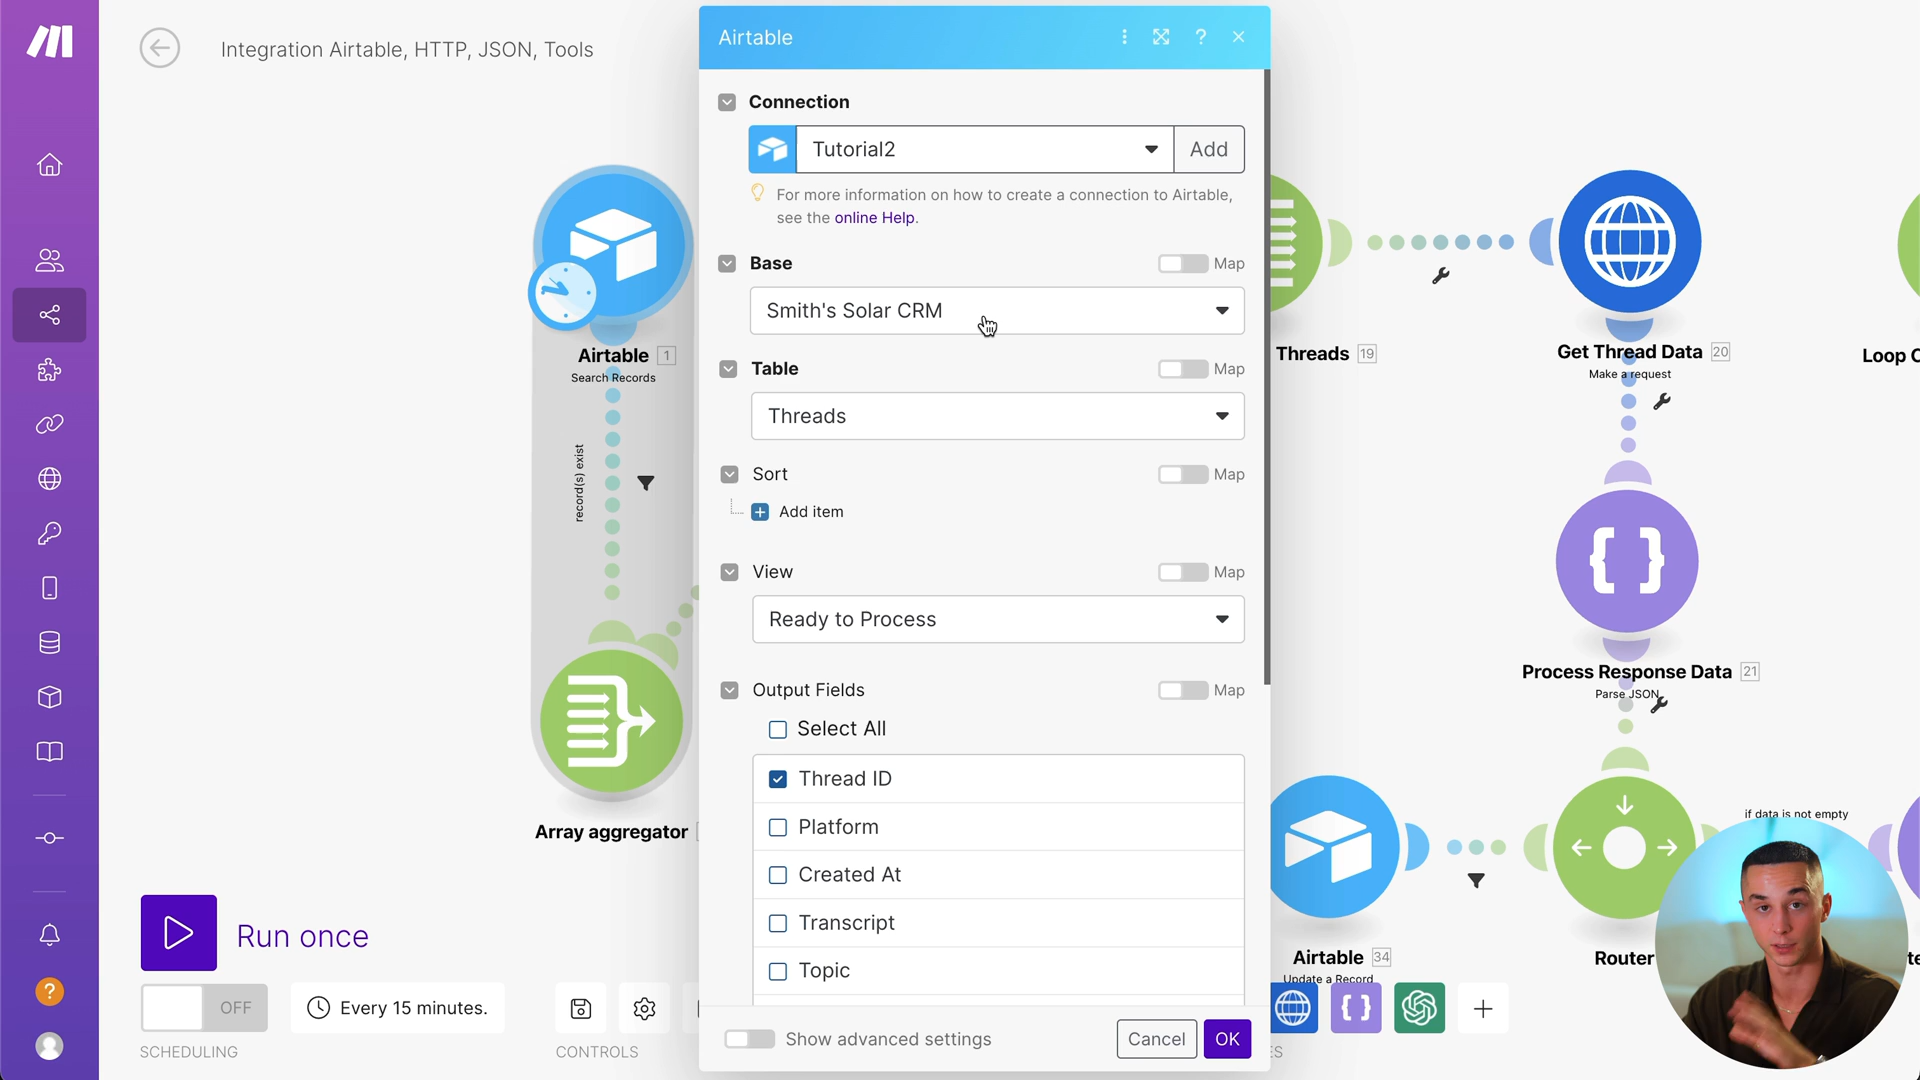 Integration Airtable, HTTP, JSON, Tools
Airtable
?
Connection
Tutorial2
Add
For more information on how to create a connection to Airtable,
see the online Help.
Base
Map
Smith's Solar CRM
Table
Map
Threads
Sort
Map
Add item
View
Map
Ready to Process
Output Fields
Map
Select All
Thread ID
Platform
Created At
Transcript
Topic
Show advanced settings
Cancel
OK
Airtable 1
Search Records
record(s) exist
Array aggregator
Threads 19
Get Thread Data 20
Make a request
Loop
Process Response Data 21
Parse JSON
if data is not empty
Airtable 34
Update a Record
Router
Run once
OFF
Every 15 minutes.
SCHEDULING
CONTROLS
ES
?